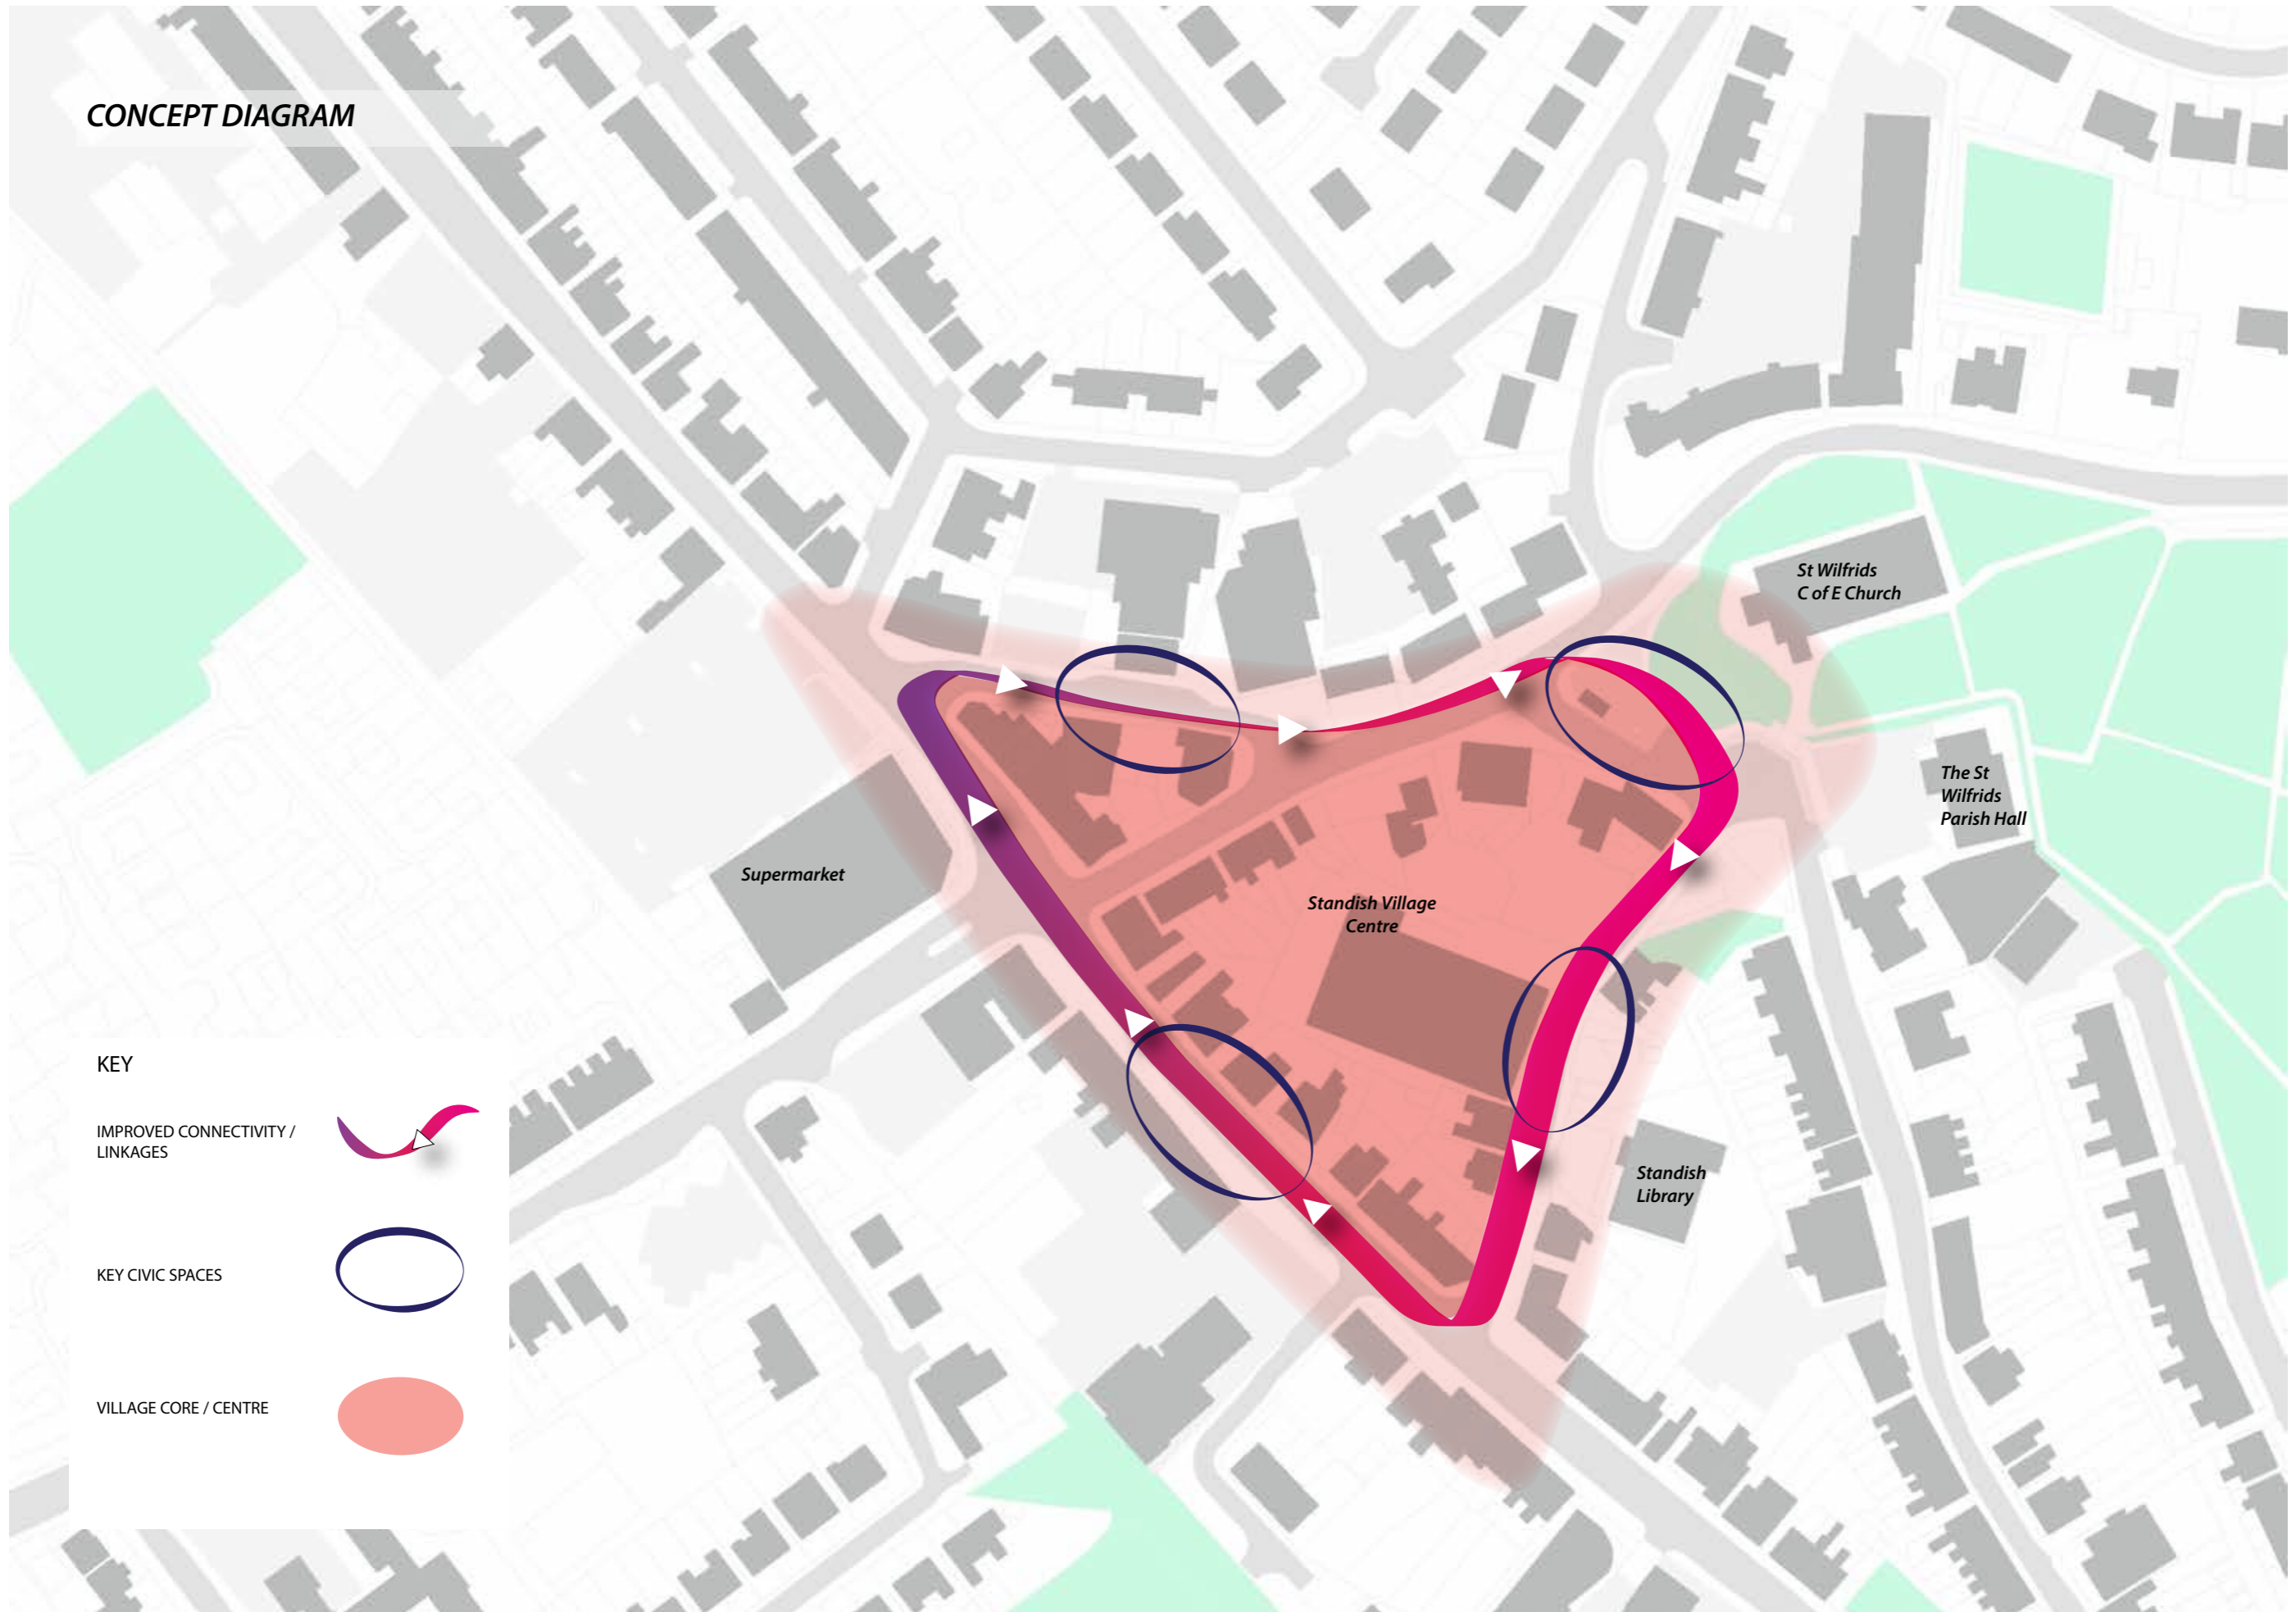 CONCEPT DIAGRAM
St Wilfrids
C of E Church
The St
Wilfrids
Parish Hall
Supermarket
Standish Village
Centre
Standish
Library
KEY
IMPROVED CONNECTIVITY /
LINKAGES
KEY CIVIC SPACES
VILLAGE CORE / CENTRE